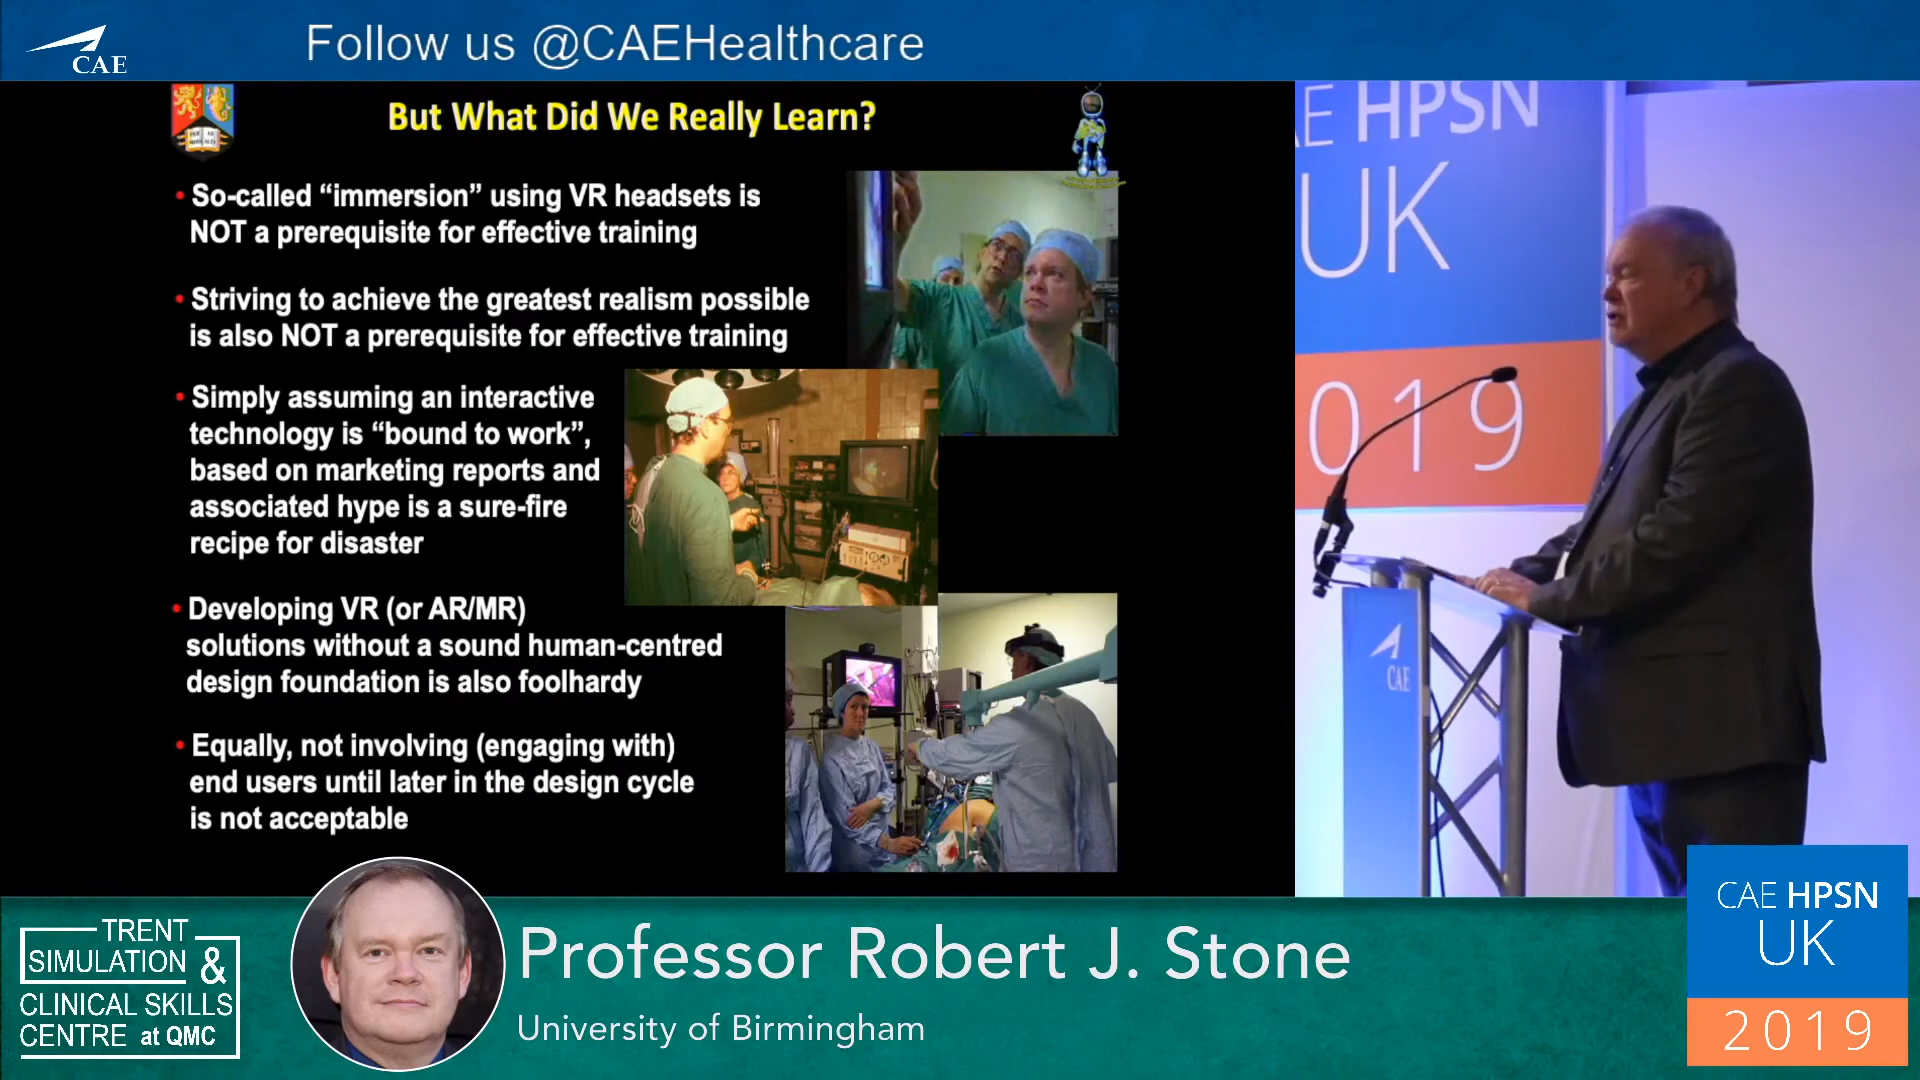 CAE
Follow us @CAEHealthcare
But What Did We Really Learn?
• So-called “immersion” using VR headsets is
NOT a prerequisite for effective training
• Striving to achieve the greatest realism possible
is also NOT a prerequisite for effective training
• Simply assuming an interactive
technology is “bound to work”,
based on marketing reports and
associated hype is a sure-fire
recipe for disaster
• Developing VR (or AR/MR)
solutions without a sound human-centred
design foundation is also foolhardy
• Equally, not involving (engaging with)
end users until later in the design cycle
is not acceptable
AE HPSN
UK
019
CAE
TRENT
SIMULATION &
CLINICAL SKILLS
CENTRE at QMC
Professor Robert J. Stone
University of Birmingham
CAE HPSN
UK
2019